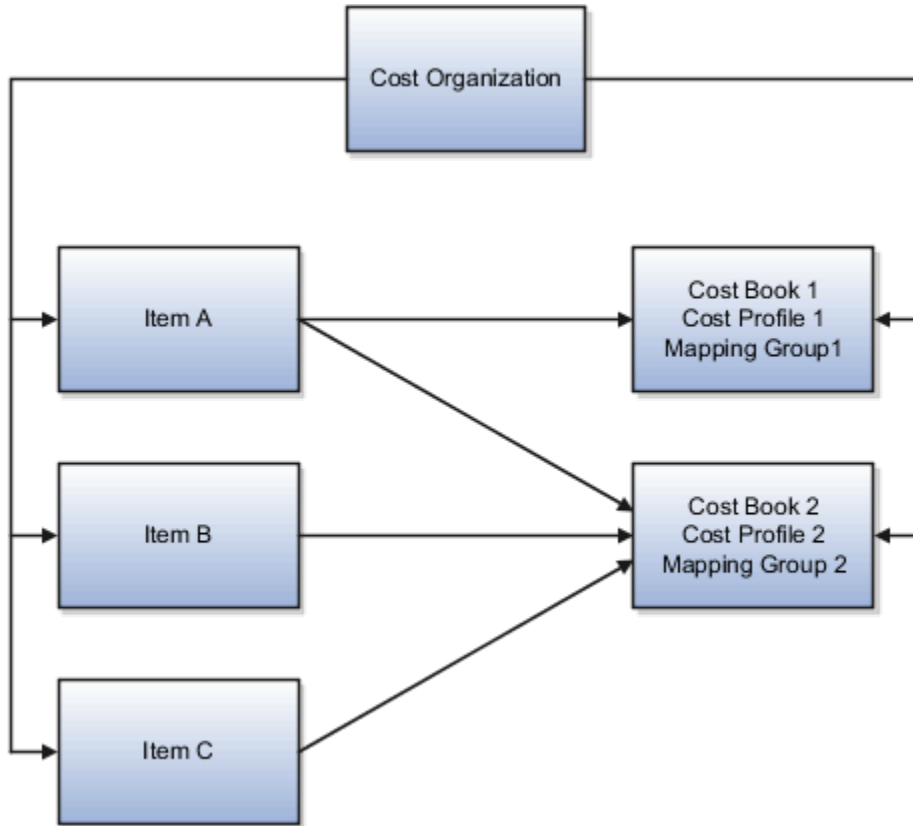 Cost Organization
Item A
Cost Book 1
Cost Profile 1
Mapping Group1
Item B
Cost Book 2
Cost Profile 2
Mapping Group 2
Item C